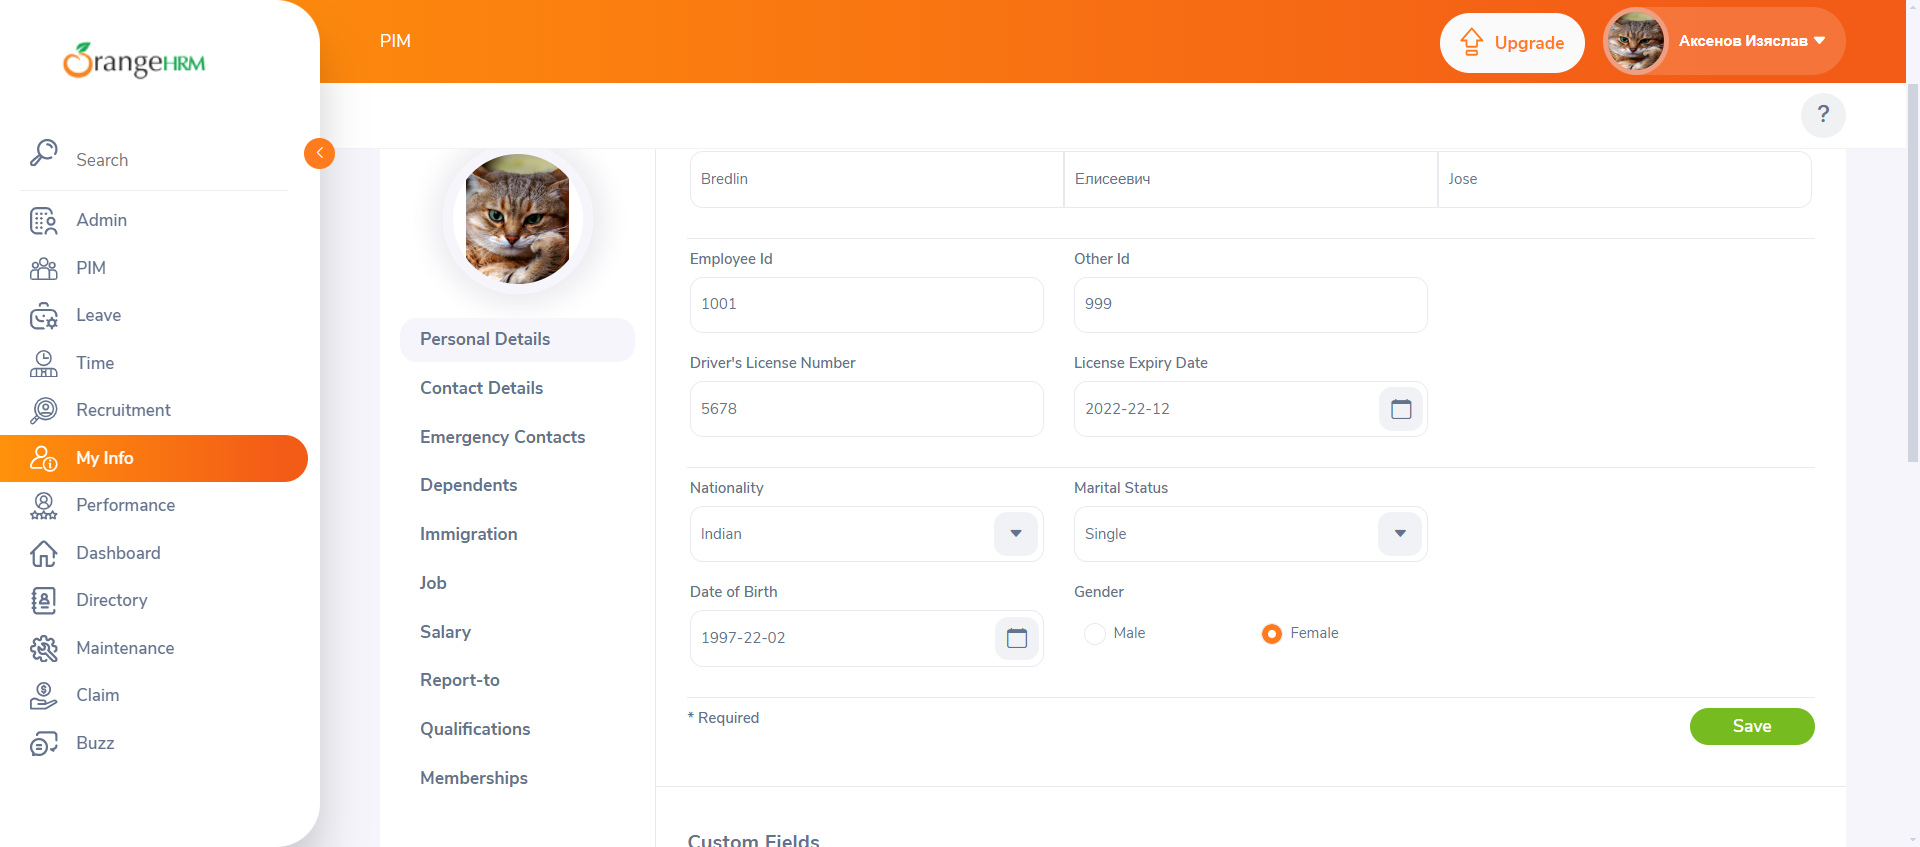 OrangeHRM
PIM
Upgrade
Аксенов Изяслав
?
Search
Admin
PIM
Leave
Time
Recruitment
My Info
Performance
Dashboard
Directory
Maintenance
Claim
Buzz
Personal Details
Contact Details
Emergency Contacts
Dependents
Immigration
Job
Salary
Report-to
Qualifications
Memberships
Bredlin Елисеевич Jose
Employee Id Other Id
1001 999
Driver's License Number License Expiry Date
5678 2022-22-12
Nationality Marital Status
Indian Single
Date of Birth Gender
1997-22-02 Male Female
* Required
Save
Custom Fields